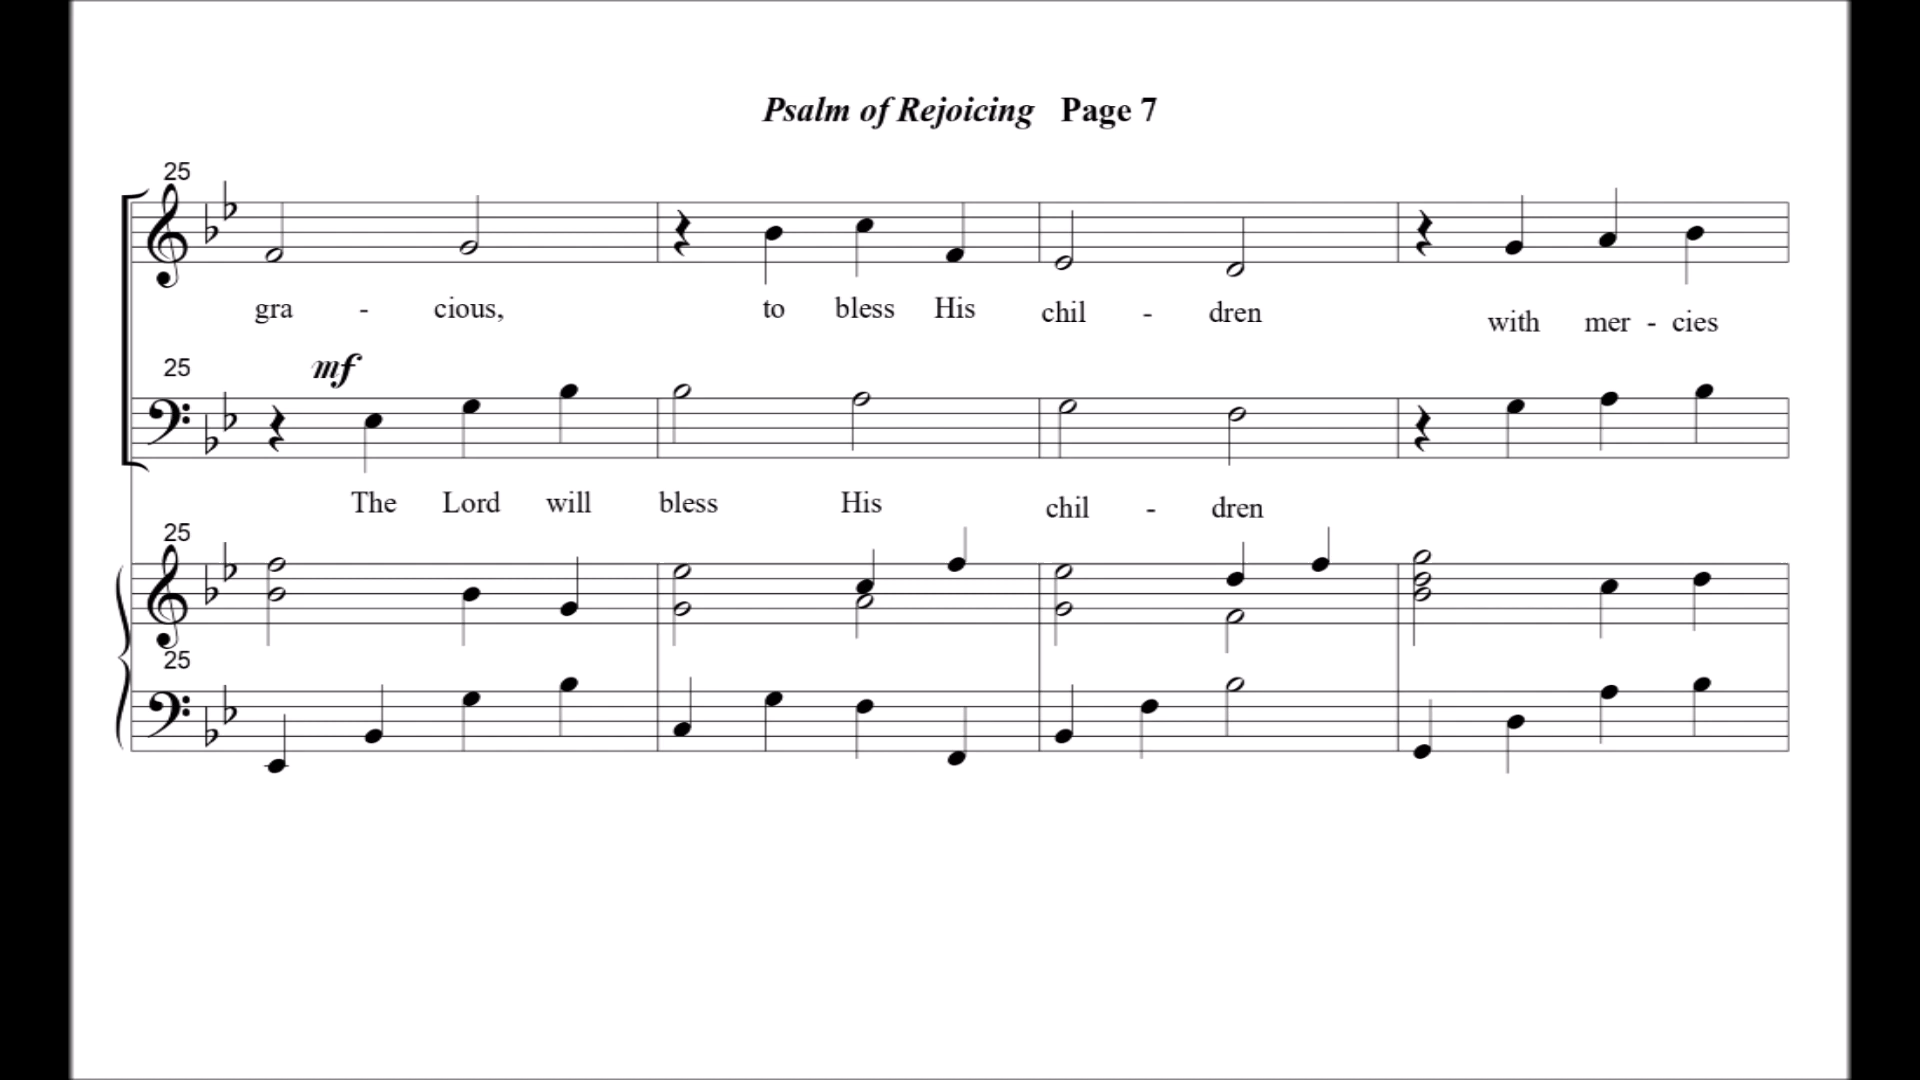 Psalm of Rejoicing Page 7
25
gra - cious, to bless His chil - dren with mer - cies
25
mf
The Lord will bless His chil - dren
25
25